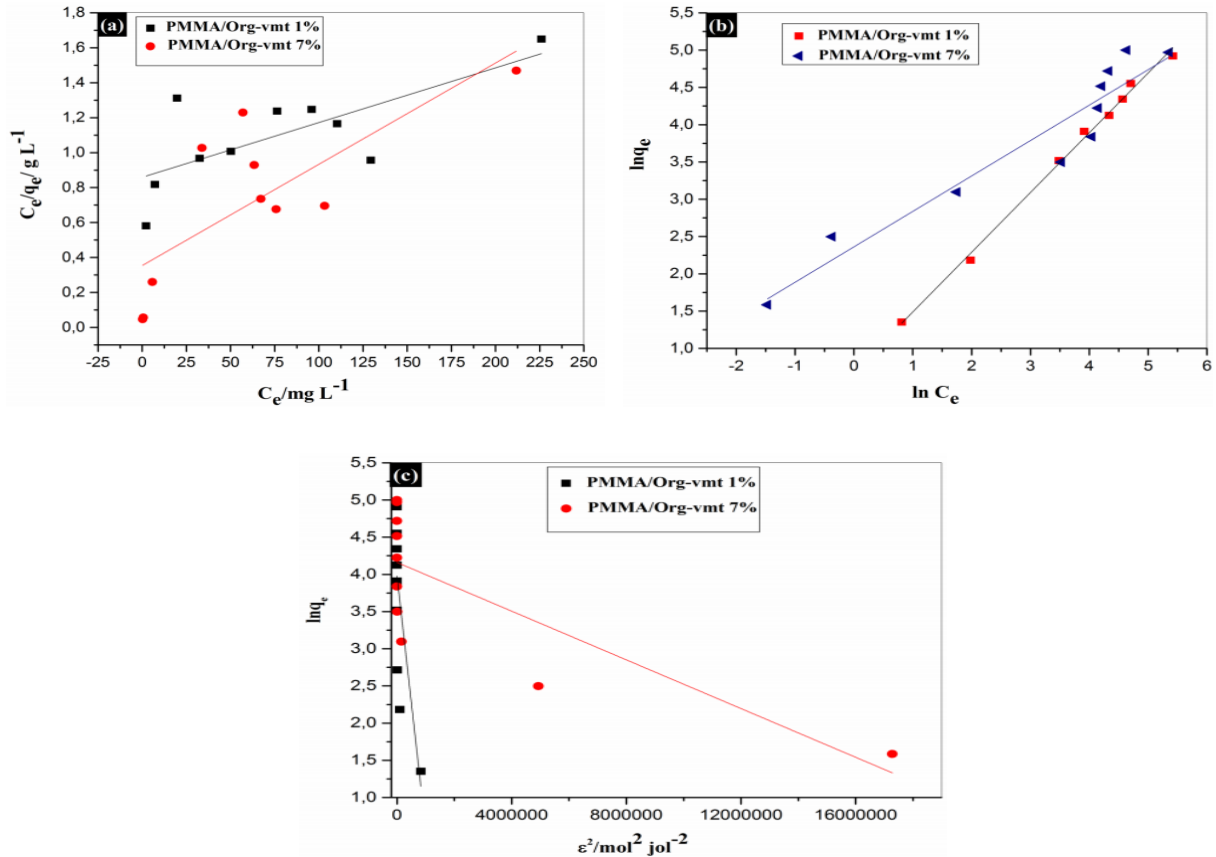 (a)
PMMA/Org-vmt 1%
PMMA/Org-vmt 7%
1,8
1,6
1,4
1,2
1,0
0,8
0,6
0,4
0,2
0,0
Ce/qe/ g L-1
-25 0 25 50 75 100 125 150 175 200 225 250
Ce/mg L-1
(b)
PMMA/Org-vmt 1%
PMMA/Org-vmt 7%
5,5
5,0
4,5
4,0
3,5
3,0
2,5
2,0
1,5
1,0
lnqe
-2 -1 0 1 2 3 4 5 6
ln Ce
(c)
PMMA/Org-vmt 1%
PMMA/Org-vmt 7%
5,5
5,0
4,5
4,0
3,5
3,0
2,5
2,0
1,5
1,0
lnqe
0 4000000 8000000 12000000 16000000
ε2/mol2 jol-2